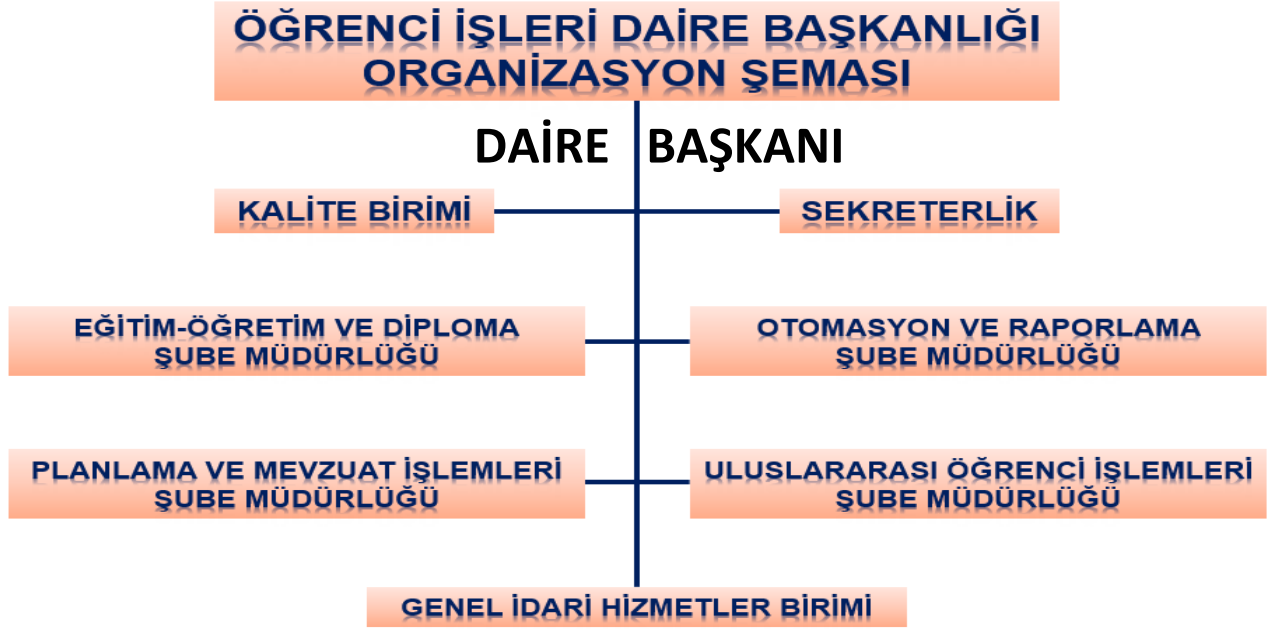 ÖĞRENCİ İŞLERİ DAİRE BAŞKANLIĞI
ORGANİZASYON ŞEMASI
DAİRE BAŞKANI
KALİTE BİRİMİ
SEKRETERLİK
EĞİTİM-ÖĞRETİM VE DİPLOMA
ŞUBE MÜDÜRLÜĞÜ
OTOMASYON VE RAPORLAMA
ŞUBE MÜDÜRLÜĞÜ
PLANLAMA VE MEVZUAT İŞLEMLERİ
ŞUBE MÜDÜRLÜĞÜ
ULUSLARARASI ÖĞRENCİ İŞLEMLERİ
ŞUBE MÜDÜRLÜĞÜ
GENEL İDARİ HİZMETLER BİRİMİ